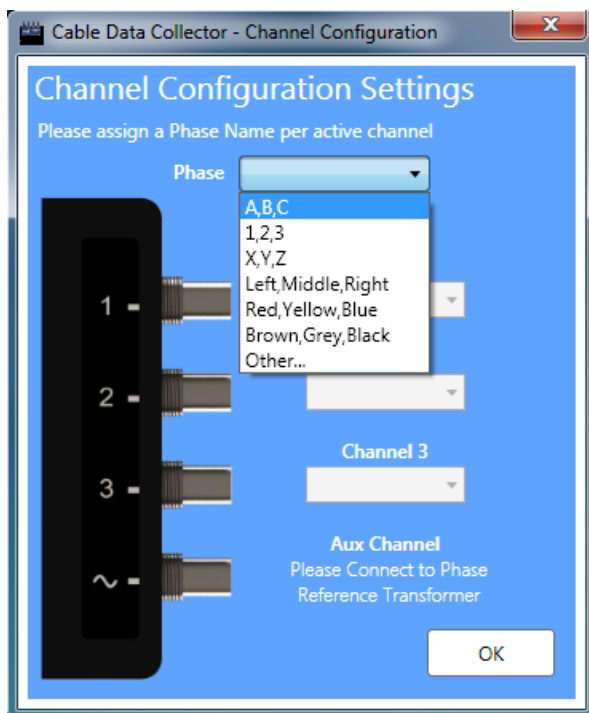 Cable Data Collector - Channel Configuration
X
Channel Configuration Settings
Please assign a Phase Name per active channel
Phase
A,B,C
1,2,3
X,Y,Z
Left,Middle,Right
Red,Yellow,Blue
Brown,Grey,Black
Other...
1
2
Channel 3
3
Aux Channel
Please Connect to Phase
Reference Transformer
~
OK